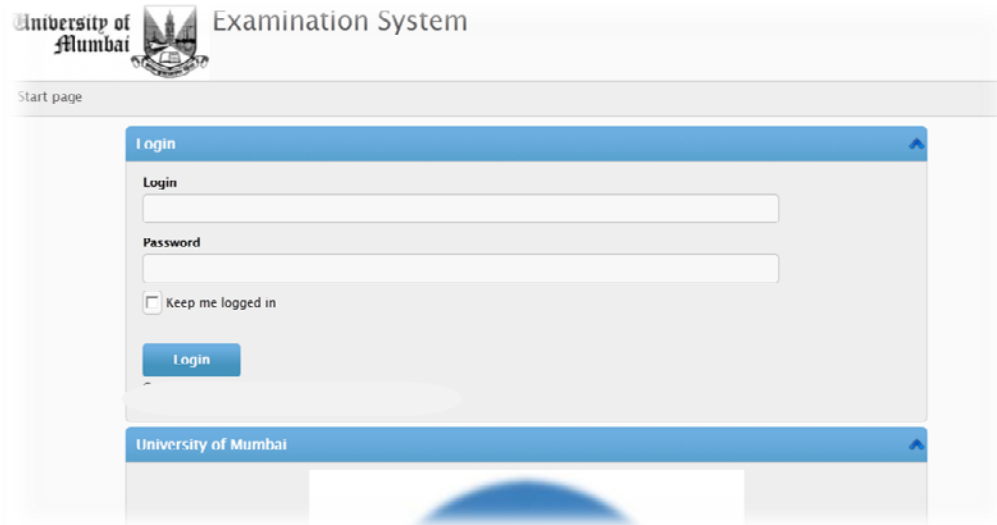 University of
Mumbai
Examination System
Start page
Login
Login
Password
Keep me logged in
Login
University of Mumbai